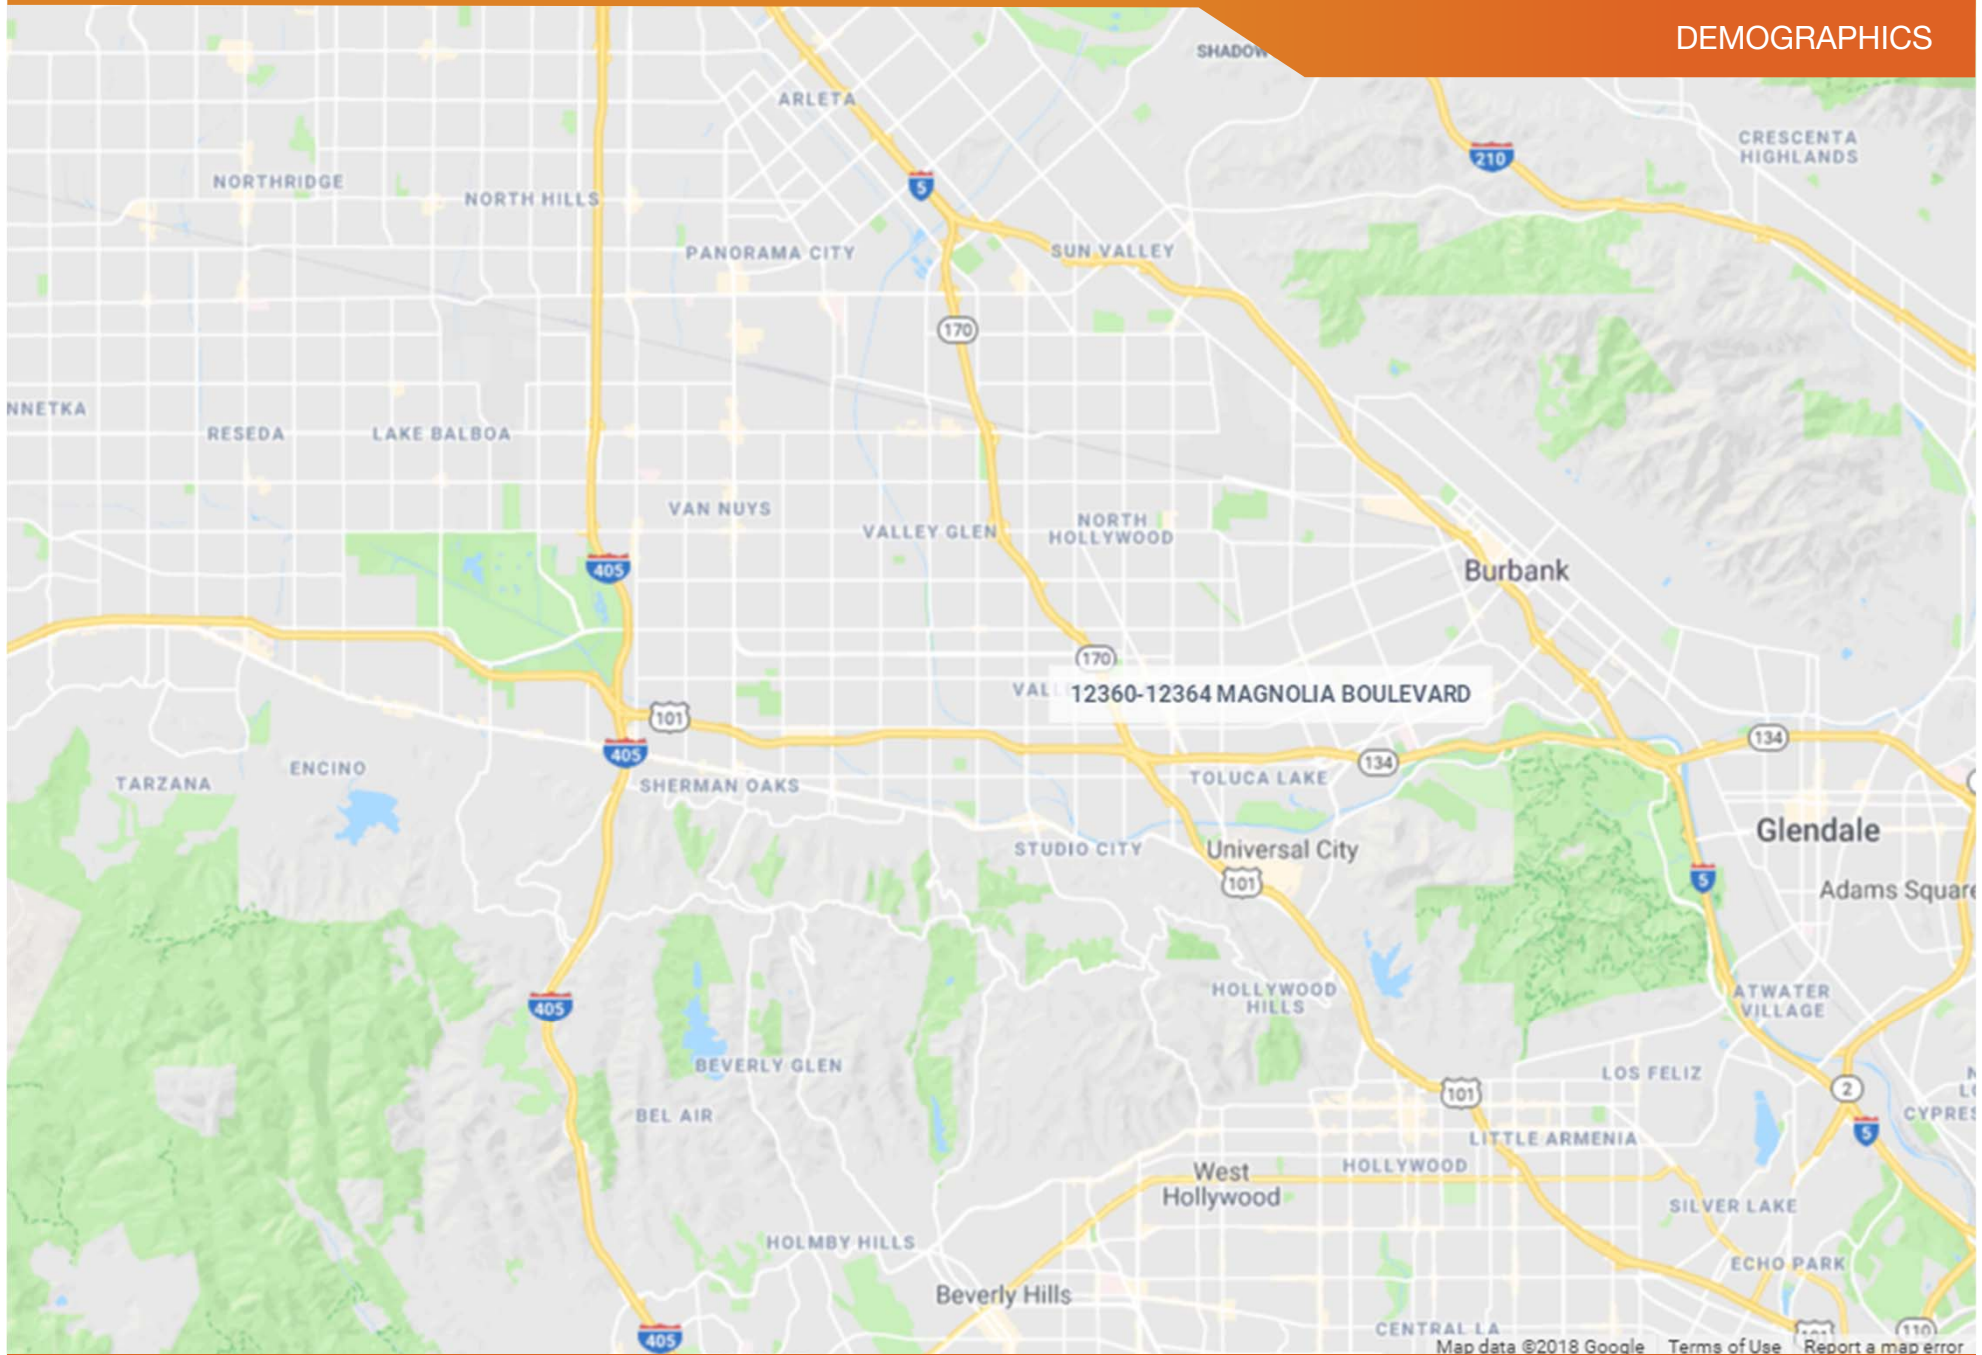 DEMOGRAPHICS
SHADOW
ARLETA
CRESCENTA
HIGHLANDS
210
NORTHRIDGE
5
NORTH HILLS
PANORAMA CITY
SUN VALLEY
170
NNETKA
RESEDA
LAKE BALBOA
VAN NUYS
VALLEY GLEN
NORTH
HOLLYWOOD
405
Burbank
170
VALL
12360-12364 MAGNOLIA BOULEVARD
101
134
405
134
TARZANA
ENCINO
SHERMAN OAKS
TOLUCA LAKE
Glendale
STUDIO CITY
Universal City
101
5
Adams Square
HOLLYWOOD
HILLS
ATWATER
VILLAGE
405
BEVERLY GLEN
LOS FELIZ
101
2
BEL AIR
CYPRES
5
LITTLE ARMENIA
HOLLYWOOD
West
Hollywood
SILVER LAKE
HOLMBY HILLS
ECHO PARK
Beverly Hills
CENTRAL LA
110
405
Map data ©2018 Google
Terms of Use
Report a map error